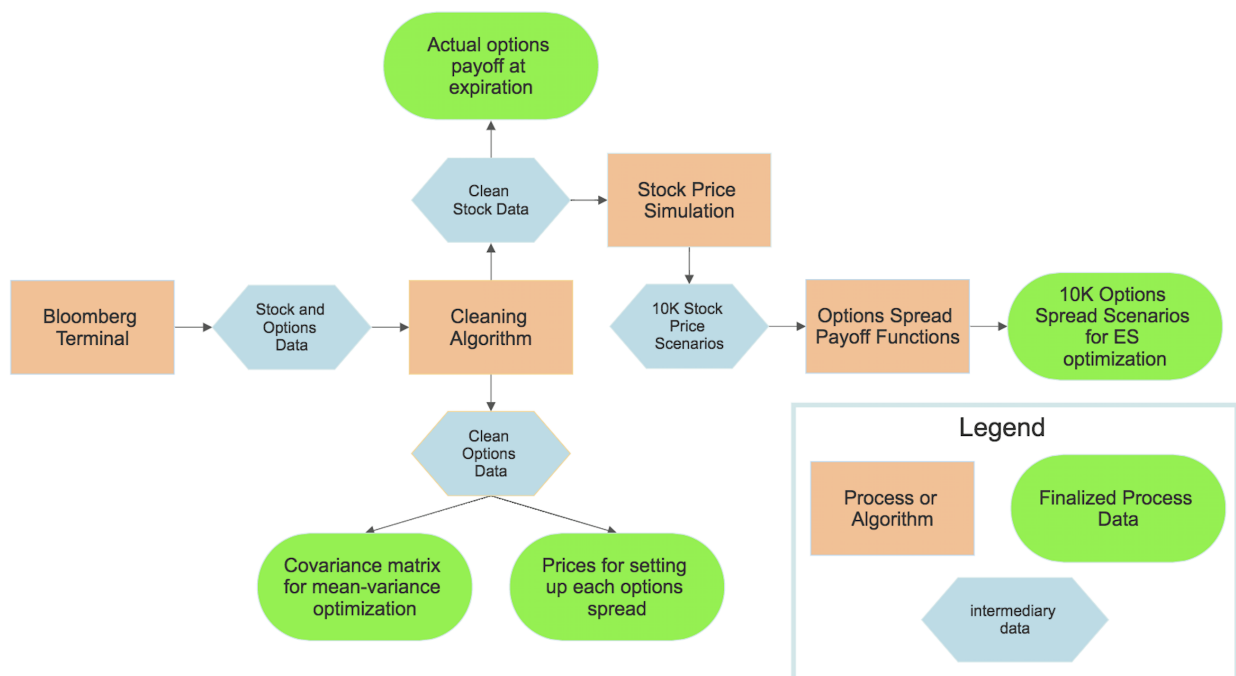 Actual options
payoff at
expiration
Clean
Stock Data
Stock Price
Simulation
Bloomberg
Terminal
Stock and
Options
Data
Cleaning
Algorithm
10K Stock
Price
Scenarios
Options Spread
Payoff Functions
10K Options
Spread Scenarios
for ES
optimization
Clean
Options
Data
Covariance matrix
for mean-variance
optimization
Prices for setting
up each options
spread
Legend
Process or
Algorithm
Finalized Process
Data
intermediary
data